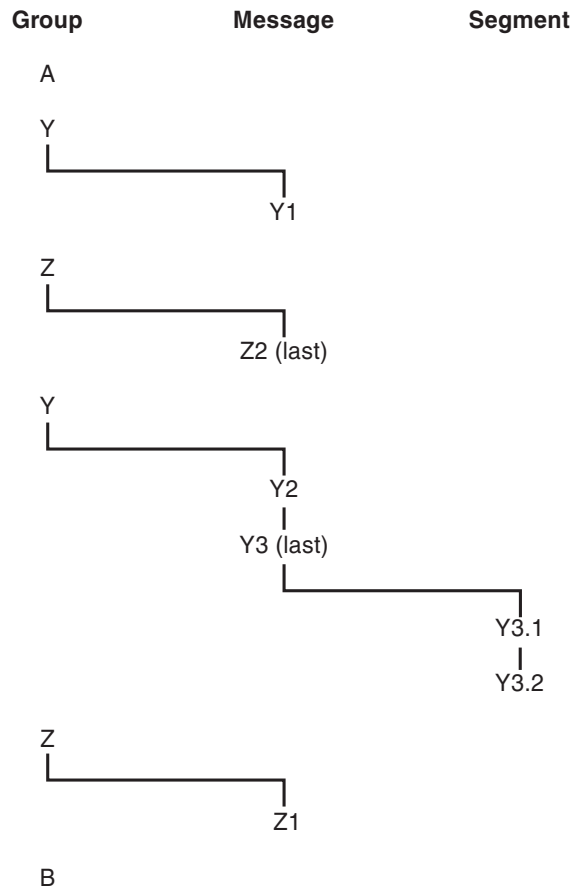 Group Message Segment
A
Y
Y1
Z
Z2 (last)
Y
Y2
Y3 (last)
Y3.1
Y3.2
Z
Z1
B